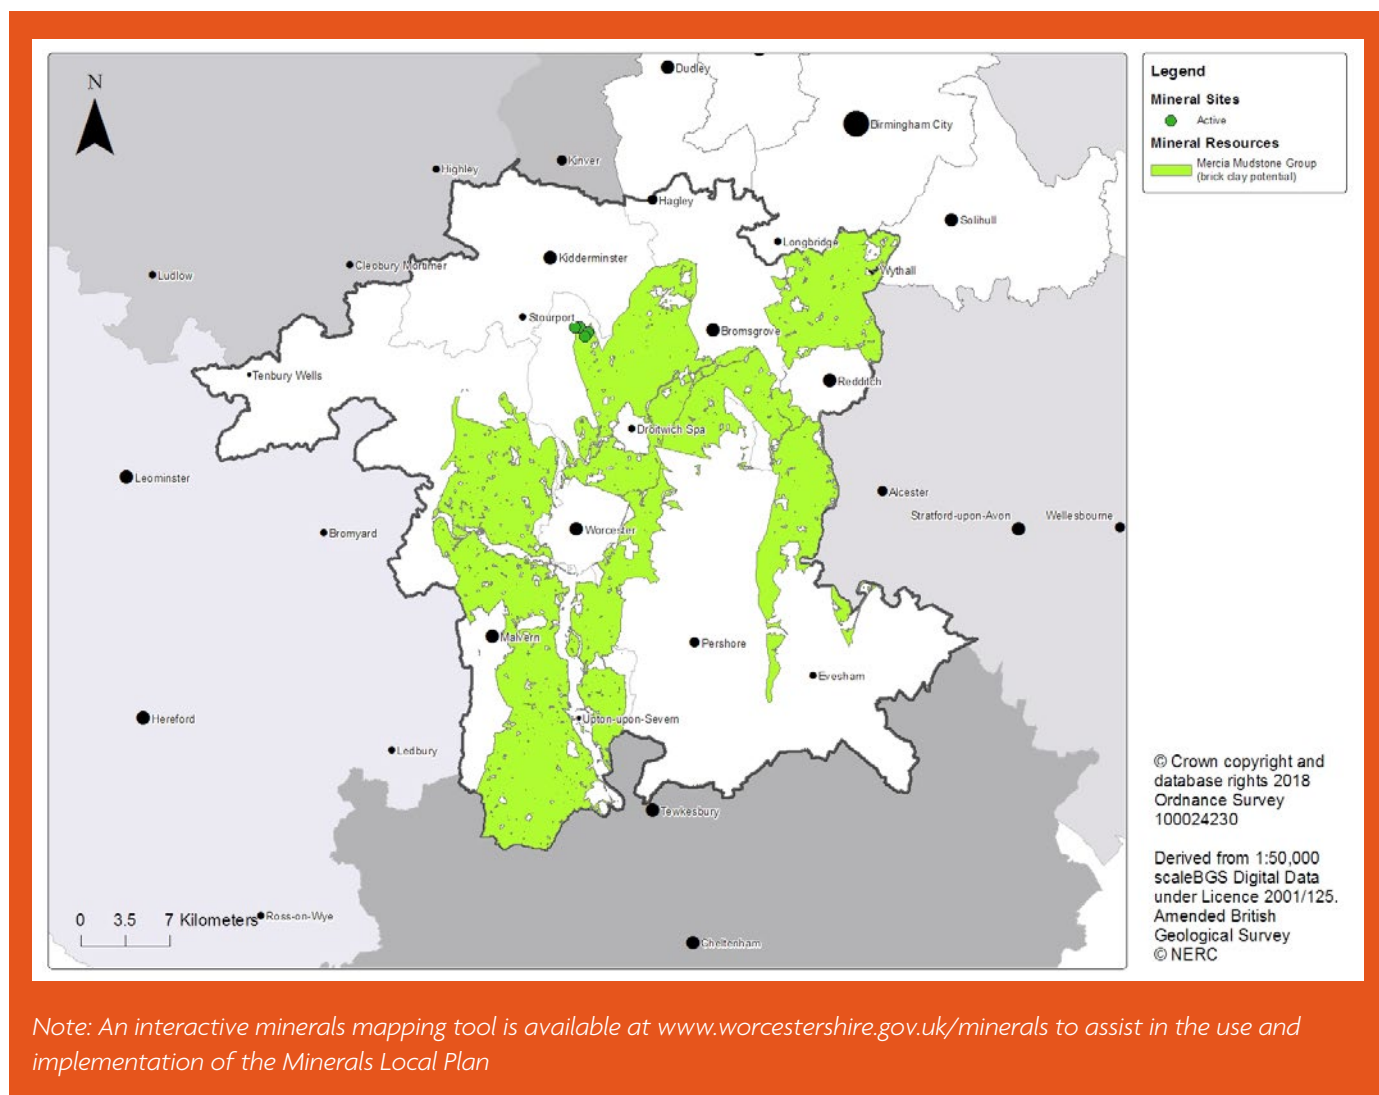 N
Dudley
Birmingham City
Kinver
Highley
Hagley
Solihull
Longbridge
Kidderminster
Cleobury Mortimer
Wythall
Ludlow
Stourport
Bromsgrove
Tenbury Wells
Redditch
Droitwich Spa
Leominster
Alcester
Stratford-upon-Avon
Wellesbourne
Bromyard
Worcester
Malvern
Pershore
Evesham
Hereford
Upton-upon-Severn
Ledbury
Tewkesbury
0 3.5 7 Kilometers
Ross-on-Wye
Cheltenham
Legend
Mineral Sites
Active
Mineral Resources
Mercia Mudstone Group
(brick clay potential)
© Crown copyright and
database rights 2018
Ordnance Survey
100024230
Derived from 1:50,000
scaleBGS Digital Data
under Licence 2001/125.
Amended British
Geological Survey
© NERC
Note: An interactive minerals mapping tool is available at www.worcestershire.gov.uk/minerals to assist in the use and
implementation of the Minerals Local Plan